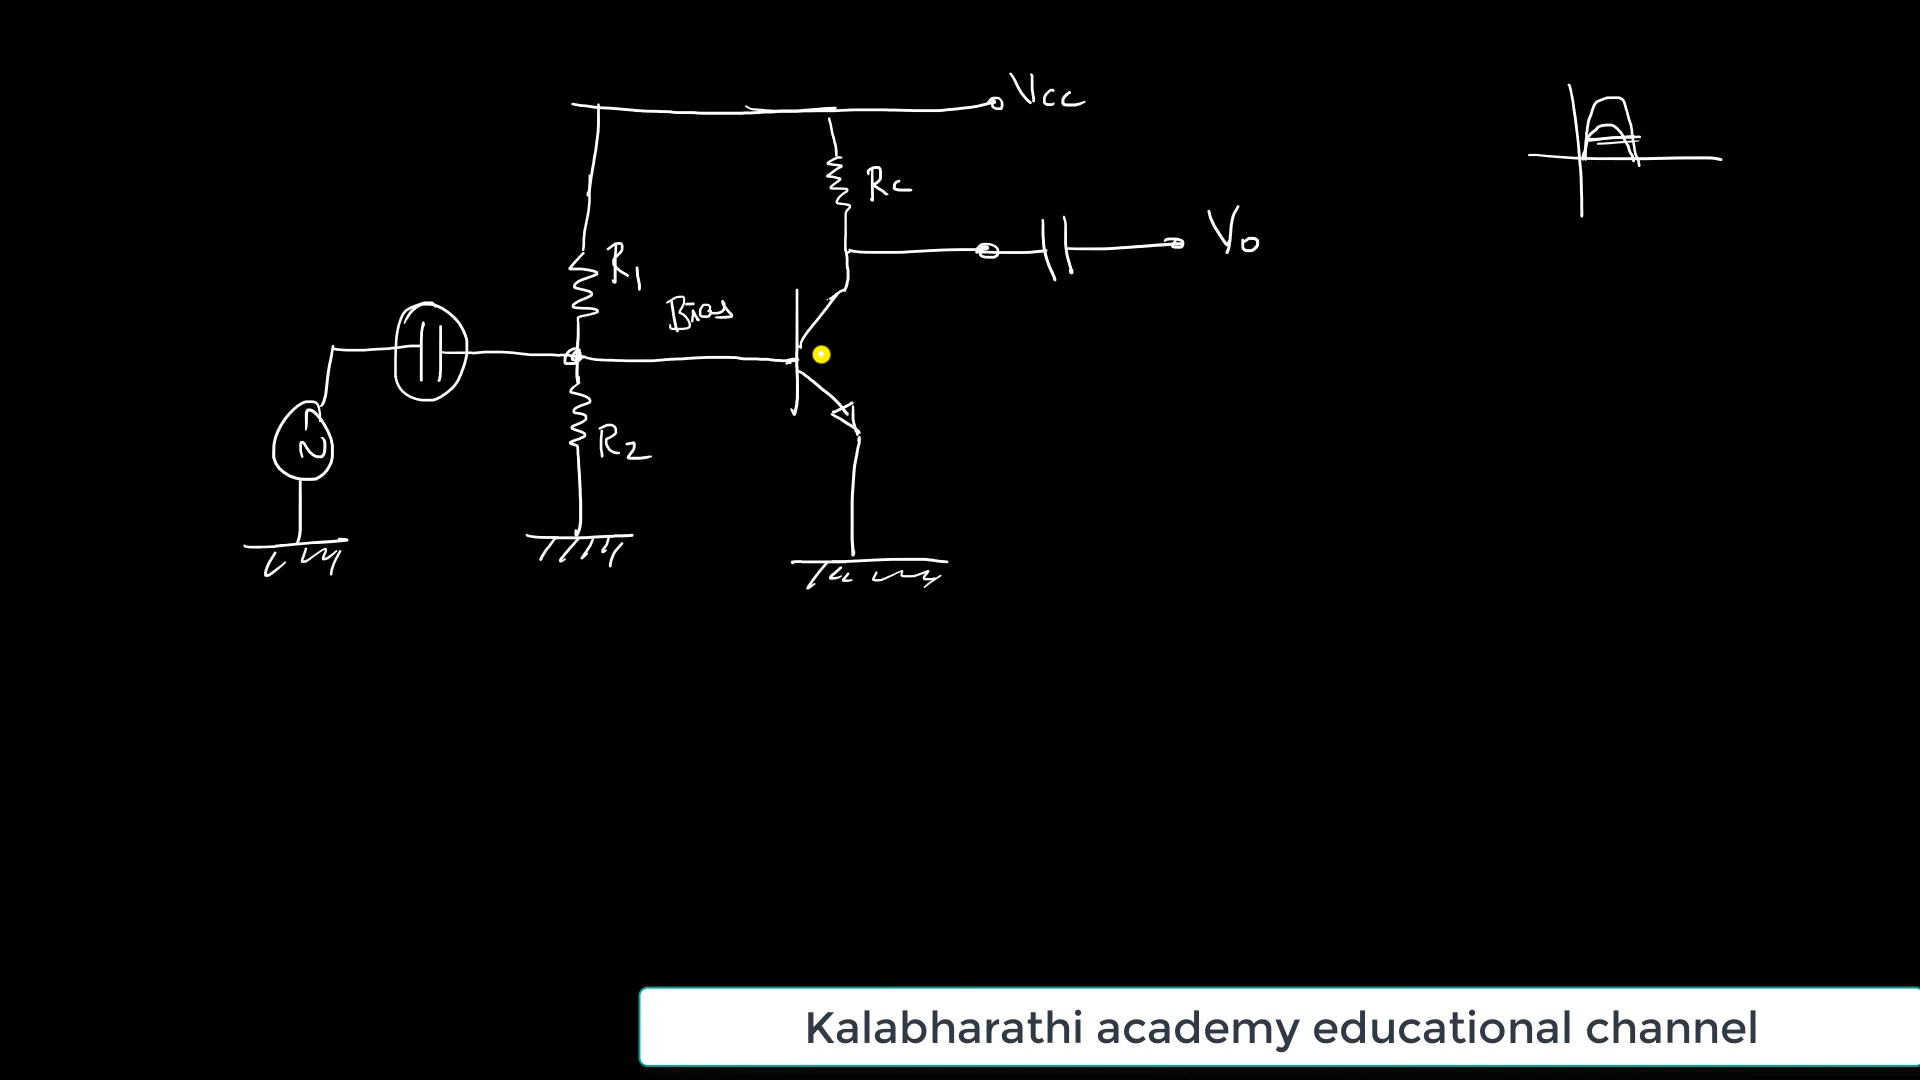 Vcc
Rc
Vo
R1
Bias
R2
Kalabharathi academy educational channel